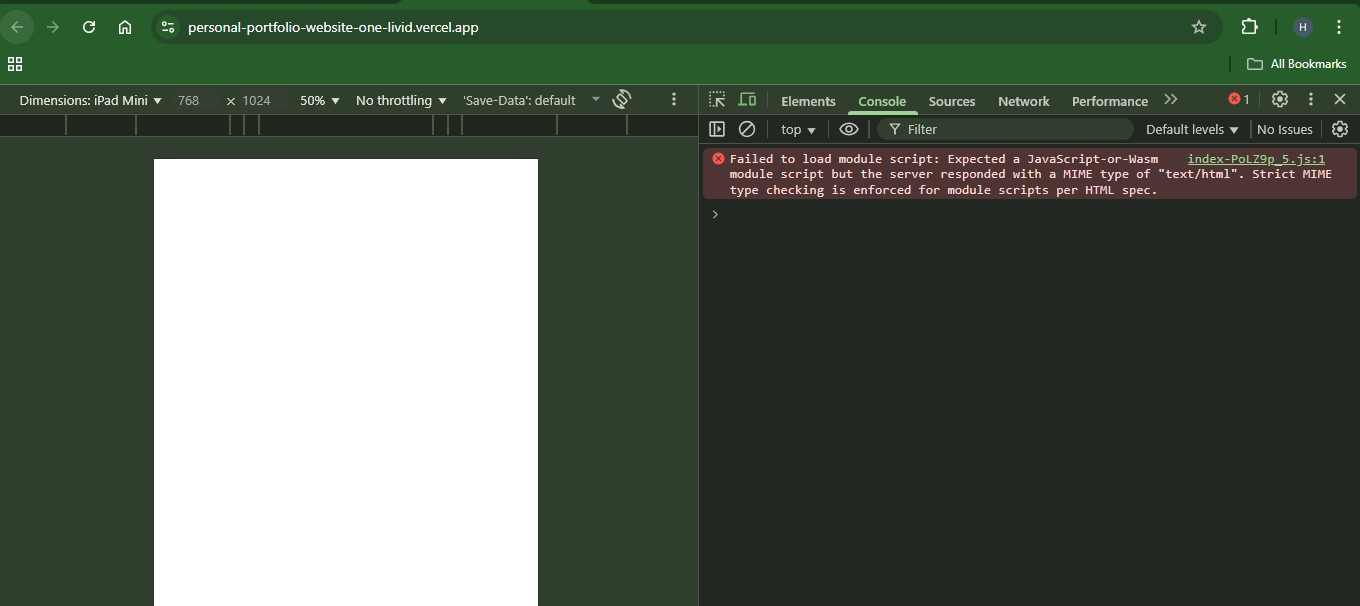 personal-portfolio-website-one-livid.vercel.app
H
All Bookmarks
Dimensions: iPad Mini 768 × 1024 50% No throttling 'Save-Data': default
Elements Console Sources Network Performance 1
top Filter Default levels No Issues
Failed to load module script: Expected a JavaScript-or-Wasm index-PoLZ9p_5.js:1
module script but the server responded with a MIME type of "text/html". Strict MIME
type checking is enforced for module scripts per HTML spec.